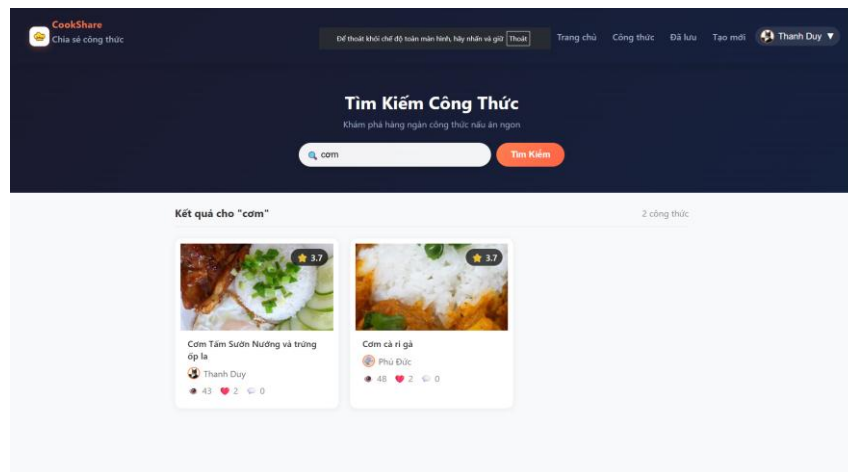 CookShare
Chia sẻ công thức
Để thoát khỏi chế độ toàn màn hình, hãy nhấn và giữ Thoát
Trang chủ Công thức Đã lưu Tạo mới Thanh Duy ▼
Tìm Kiếm Công Thức
Khám phá hàng ngàn công thức nấu ăn ngon
cơm
Tìm Kiếm
Kết quả cho "cơm"
2 công thức
3.7
3.7
Cơm Tấm Sườn Nướng và trứng
ốp la
Thanh Duy
43 2 0
Cơm cà ri gà
Phú Đức
48 2 0